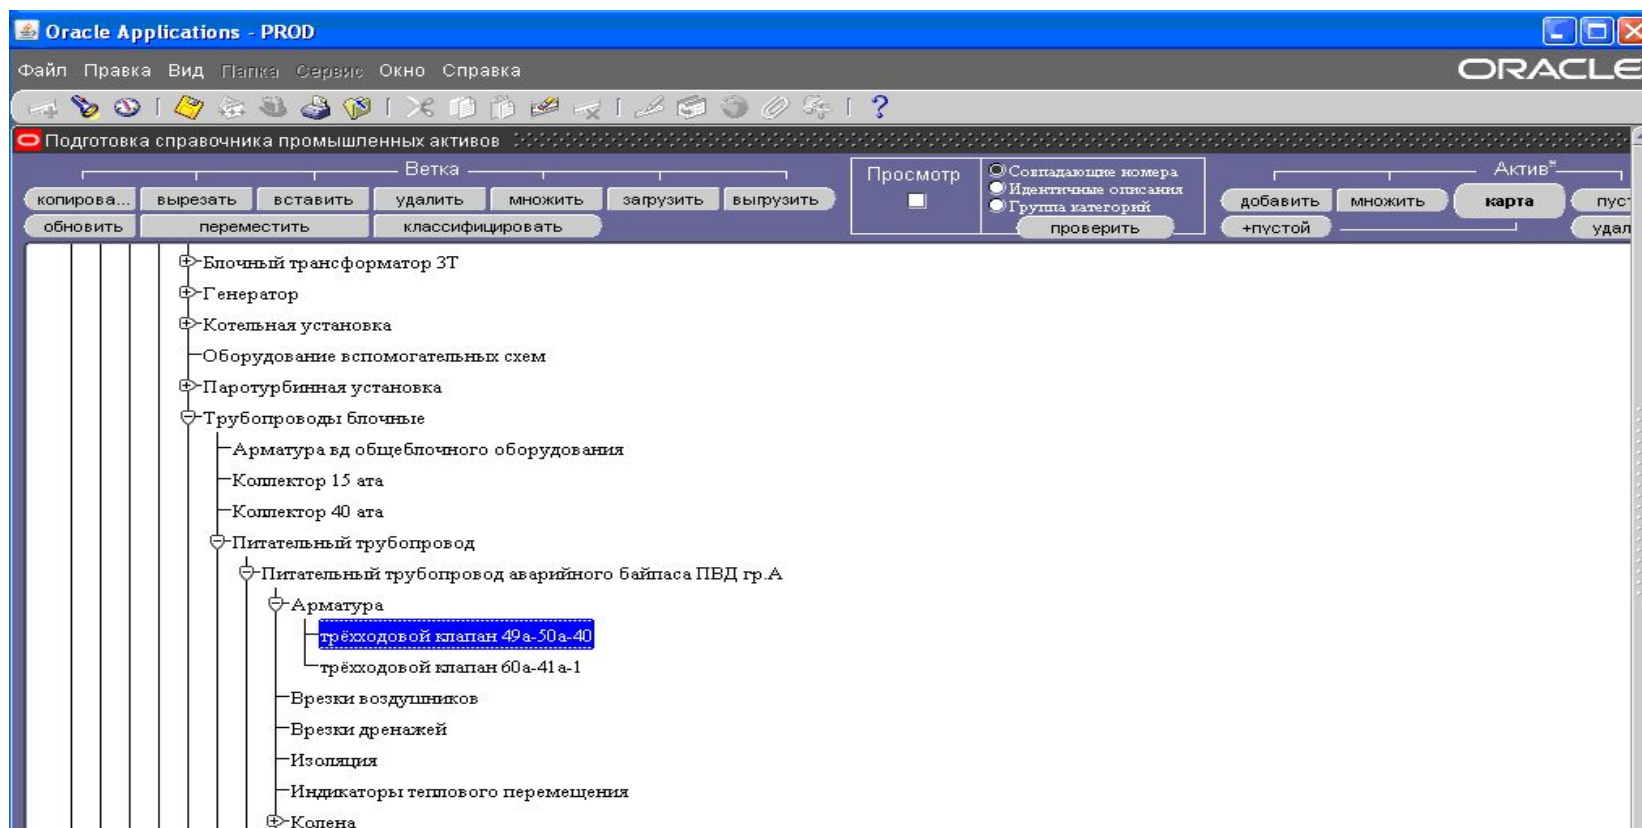 Oracle Applications - PROD
Файл Правка Вид Папка Сервис Окно Справка
ORACLE
Подготовка справочника промышленных активов
Ветка
Просмотр
Совпадающие номера
Идентичные описания
Группа категорий
проверить
Актив"
копирова... вырезать вставить удалить множить загрузить выгрузить
добавить множить карта пуст
обновить переместить классифицировать
+пустой удал
Блочный трансформатор 3Т
Генератор
Котельная установка
Оборудование вспомогательных схем
Паротурбинная установка
Трубопроводы блочные
Арматура вд общеблочного оборудования
Коллектор 15 ата
Коллектор 40 ата
Питательный трубопровод
Питательный трубопровод аварийного байпаса ПВД гр.А
Арматура
трёхходовой клапан 49а-50а-40
трёхходовой клапан 60а-41а-1
Врезки воздушников
Врезки дренажей
Изоляция
Индикаторы теплового перемещения
Колена